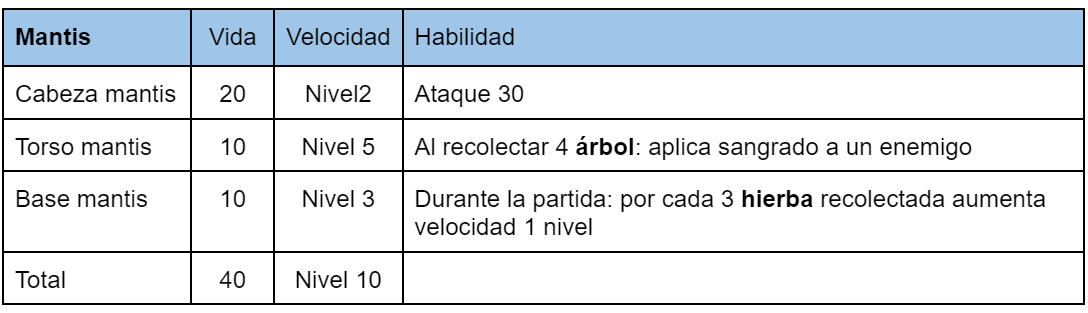 Mantis Vida Velocidad Habilidad
Cabeza mantis 20 Nivel2 Ataque 30
Torso mantis 10 Nivel 5 Al recolectar 4 árbol: aplica sangrado a un enemigo
Base mantis 10 Nivel 3 Durante la partida: por cada 3 hierba recolectada aumenta
velocidad 1 nivel
Total 40 Nivel 10